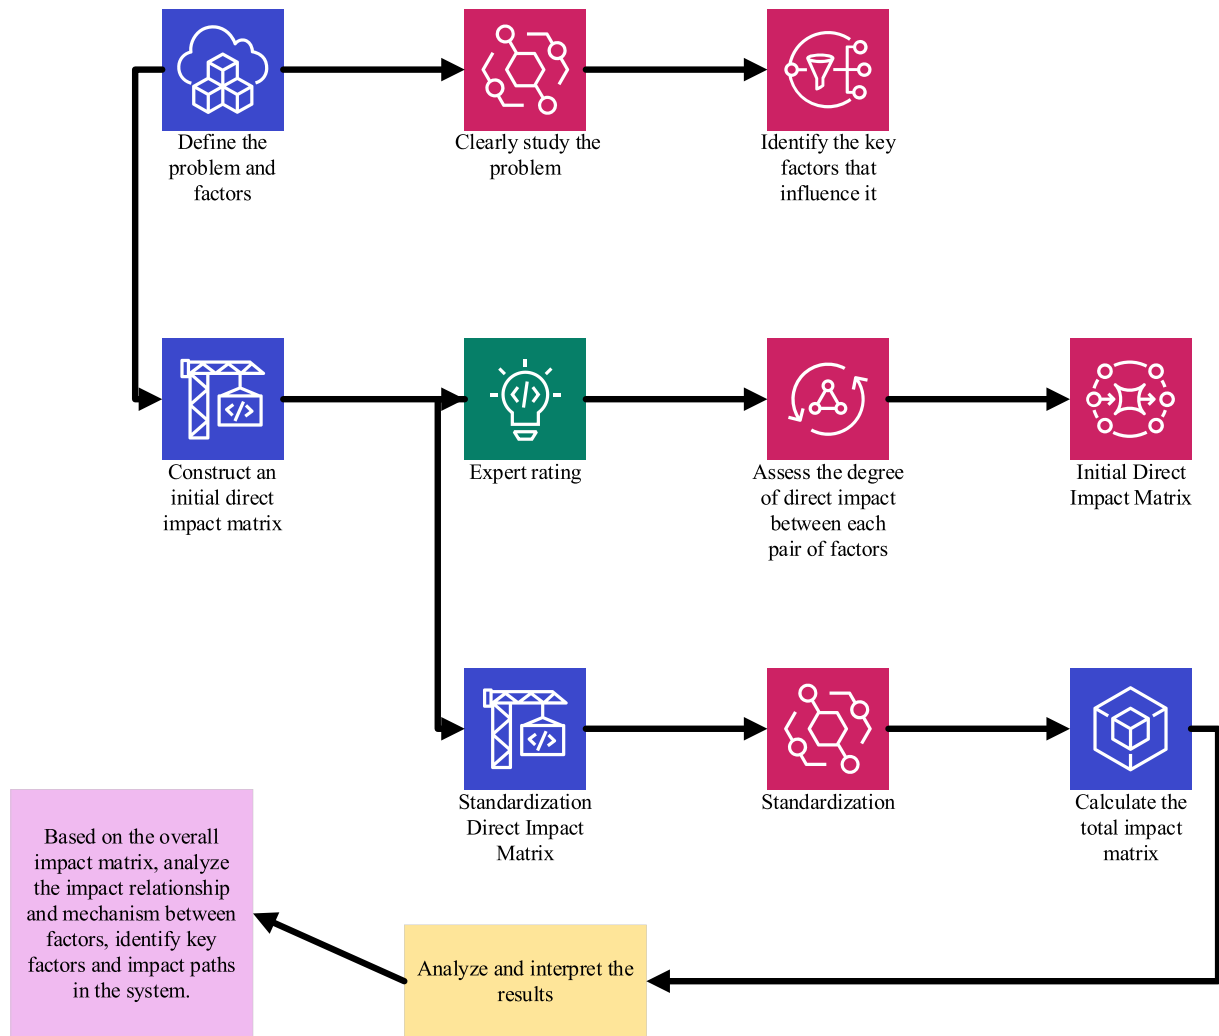 Define the
problem and
factors
Clearly study the
problem
Identify the key
factors that
influence it
Construct an
initial direct
impact matrix
Expert rating
Assess the degree
of direct impact
between each
pair of factors
Initial Direct
Impact Matrix
Standardization
Direct Impact
Matrix
Standardization
Calculate the
total impact
matrix
Based on the overall
impact matrix, analyze
the impact relationship
and mechanism between
factors, identify key
factors and impact paths
in the system.
Analyze and interpret the
results